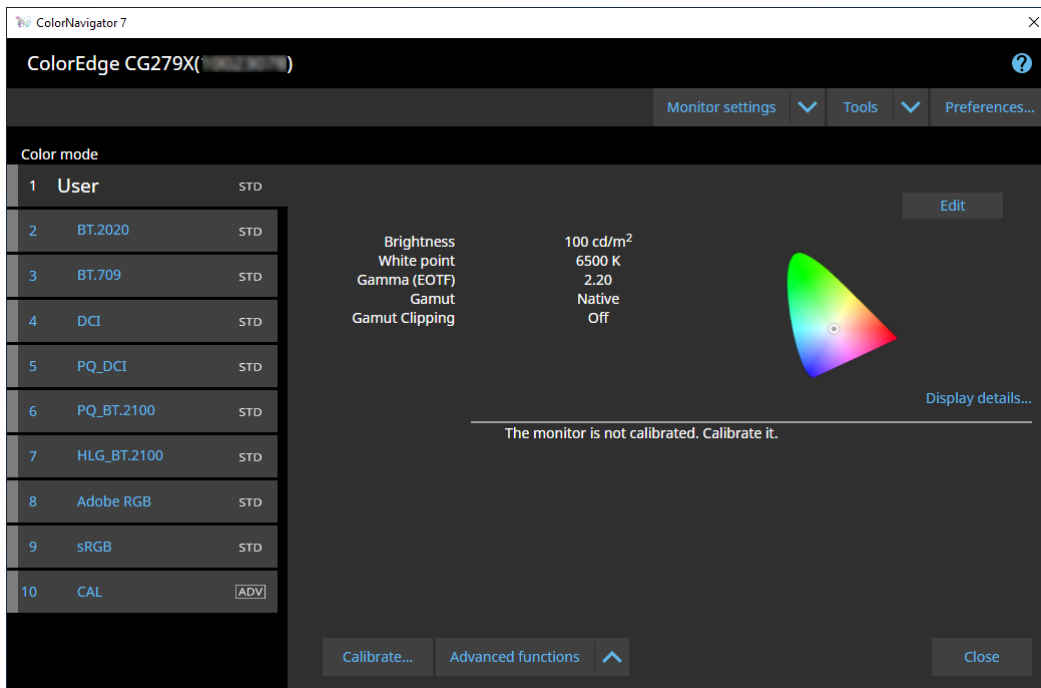 ColorNavigator 7
ColorEdge CG279X( )
Monitor settings Tools Preferences...
Color mode
1 User STD
2 BT.2020 STD
3 BT.709 STD
4 DCI STD
5 PQ_DCI STD
6 PQ_BT.2100 STD
7 HLG_BT.2100 STD
8 Adobe RGB STD
9 sRGB STD
10 CAL ADV
Edit
Brightness 100 cd/m²
White point 6500 K
Gamma (EOTF) 2.20
Gamut Native
Gamut Clipping Off
Display details...
The monitor is not calibrated. Calibrate it.
Calibrate... Advanced functions Close